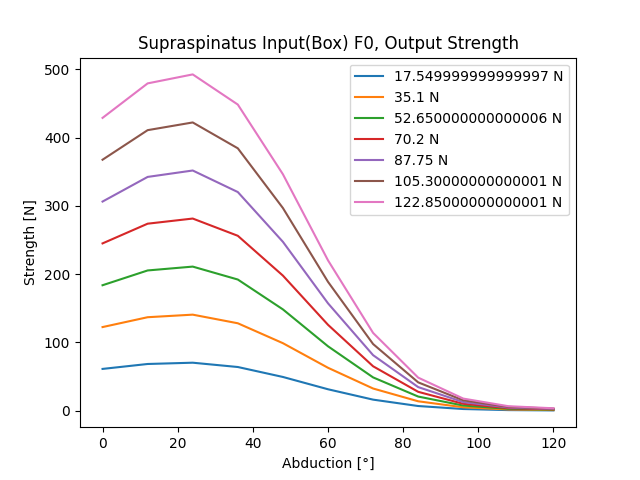 Supraspinatus Input(Box) F0, Output Strength
500
400
300
200
100
0
Strength [N]
17.549999999999997 N
35.1 N
52.650000000000006 N
70.2 N
87.75 N
105.30000000000001 N
122.85000000000001 N
0 20 40 60 80 100 120
Abduction [°]